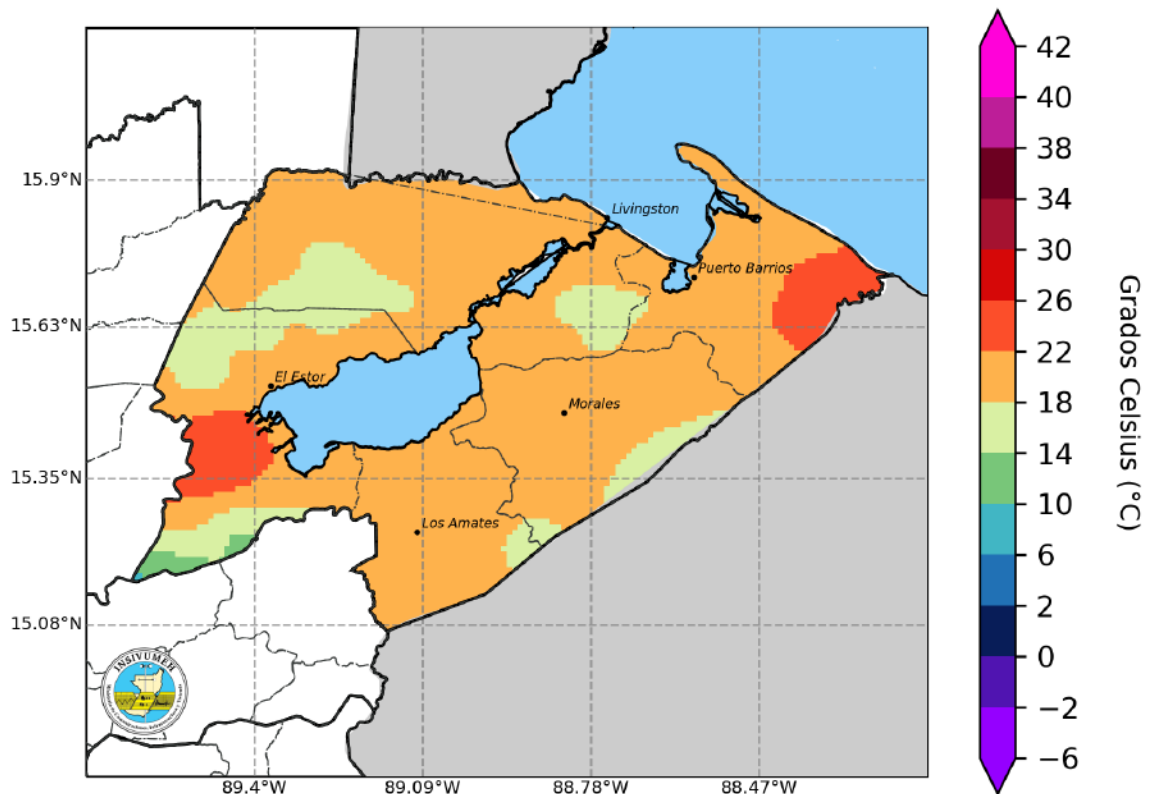 15.9°N
15.63°N
15.35°N
15.08°N
89.4°W
89.09°W
88.78°W
88.47°W
Livingston
Puerto Barrios
El Estor
Morales
Los Amates
INSIVUMEH
42
40
38
34
30
26
22
18
14
10
6
2
0
−2
−6
Grados Celsius (°C)